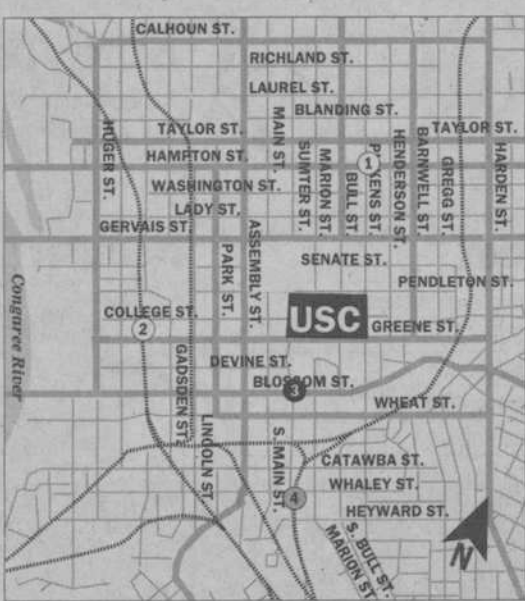 CALHOUN ST.
RICHLAND ST.
LAUREL ST.
BLANDING ST.
TAYLOR ST.
TAYLOR ST.
HAMPTON ST.
WASHINGTON ST.
LADY ST.
GERVAIS ST.
HUGER ST.
MAIN ST.
SUMTER ST.
MARION ST.
BULL ST.
PICKENS ST.
1
HENDERSON ST.
BARNWELL ST.
GREGG ST.
HARDEN ST.
PARK ST.
ASSEMBLY ST.
SENATE ST.
PENDLETON ST.
Congaree River
COLLEGE ST.
2
USC
GREENE ST.
GADSDEN ST.
DEVINE ST.
BLOSSOM ST.
3
WHEAT ST.
LINCOLN ST.
S. MAIN ST.
4
CATAWBA ST.
WHALEY ST.
HEYWARD ST.
S. BULL ST.
MARION ST.
N